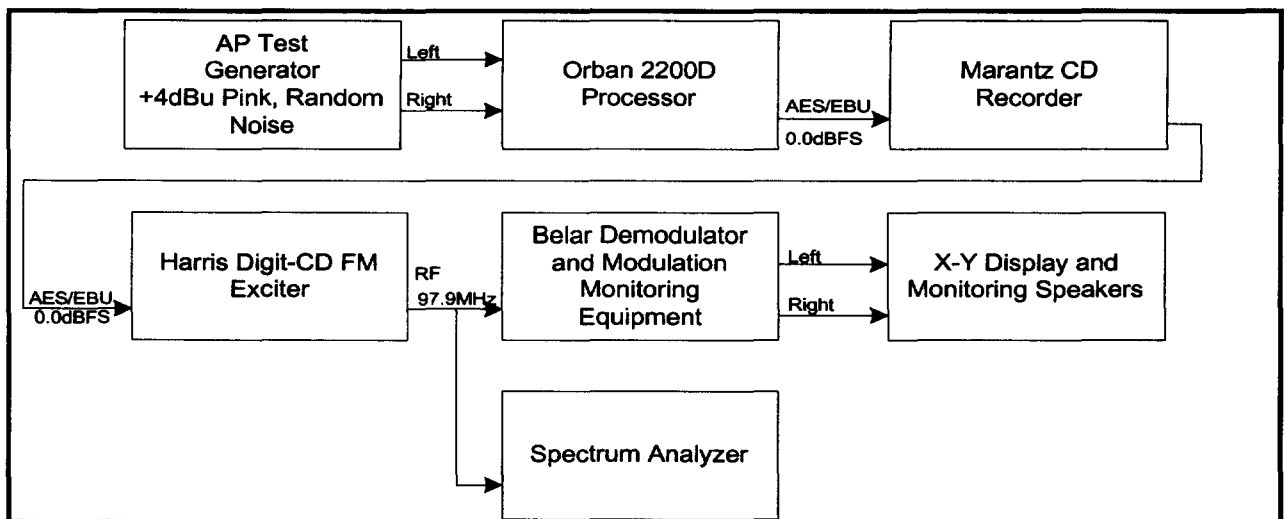 AP Test
Generator
+4dBu Pink, Random
Noise
Left
Right
Orban 2200D
Processor
AES/EBU
0.0dBFS
Marantz CD
Recorder
AES/EBU
0.0dBFS
Harris Digit-CD FM
Exciter
RF
97.9MHz
Belar Demodulator
and Modulation
Monitoring
Equipment
Left
Right
X-Y Display and
Monitoring Speakers
Spectrum Analyzer